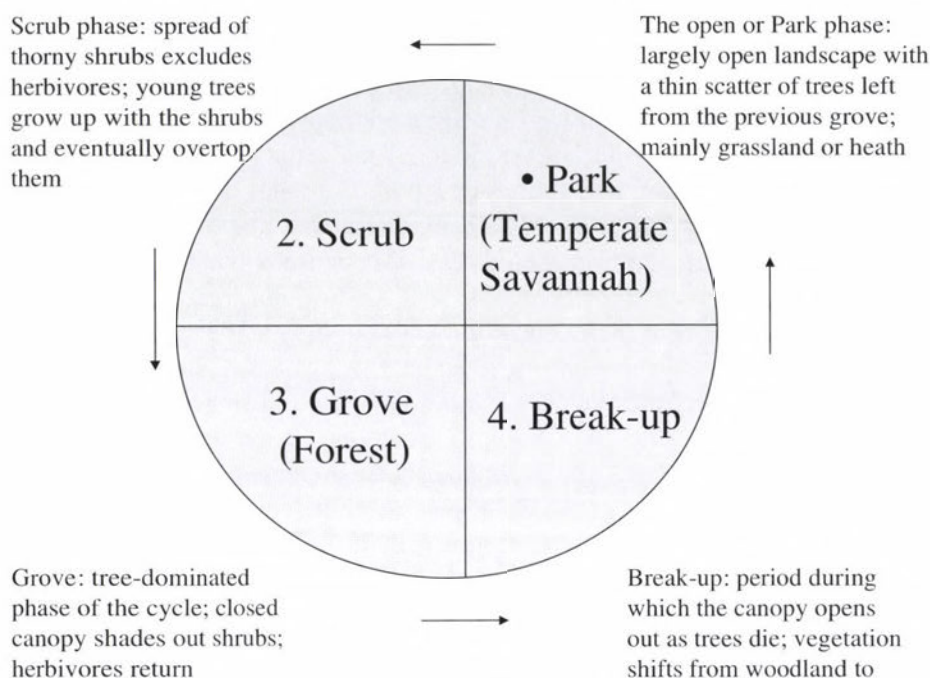 Scrub phase: spread of
thorny shrubs excludes
herbivores; young trees
grow up with the shrubs
and eventually overtop
them
The open or Park phase:
largely open landscape with
a thin scatter of trees left
from the previous grove;
mainly grassland or heath
• Park
(Temperate
Savannah)
2. Scrub
3. Grove
(Forest)
4. Break-up
Grove: tree-dominated
phase of the cycle; closed
canopy shades out shrubs;
herbivores return
Break-up: period during
which the canopy opens
out as trees die; vegetation
shifts from woodland to